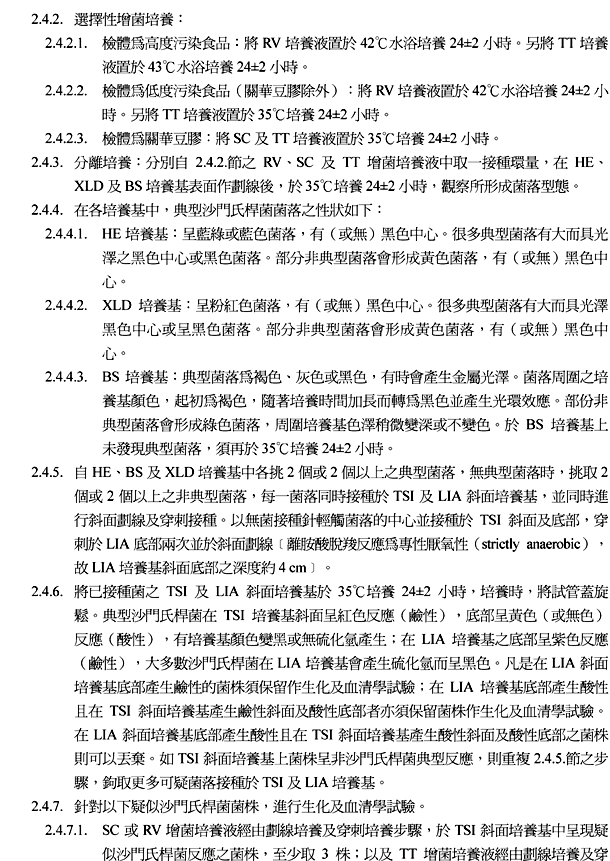 2.4.2. 選擇性增菌培養：
2.4.2.1. 檢體為高度污染食品：將 RV 培養液置於 42℃水浴培養 24±2 小時。另將 TT 培養
液置於 43℃水浴培養 24±2 小時。
2.4.2.2. 檢體為低度污染食品（關華豆膠除外）：將 RV 培養液置於 42℃水浴培養 24±2 小
時。另將 TT 培養液置於 35℃培養 24±2 小時。
2.4.2.3. 檢體為關華豆膠：將 SC 及 TT 培養液置於 35℃培養 24±2 小時。
2.4.3. 分離培養：分別自 2.4.2.節之 RV、SC 及 TT 增菌培養液中取一接種環量，在 HE、
XLD 及 BS 培養基表面作劃線後，於 35℃培養 24±2 小時，觀察所形成菌落型態。
2.4.4. 在各培養基中，典型沙門氏桿菌菌落之性狀如下：
2.4.4.1. HE 培養基：呈藍綠或藍色菌落，有（或無）黑色中心。很多典型菌落有大而具光
澤之黑色中心或黑色菌落。部分非典型菌落會形成黃色菌落，有（或無）黑色中
心。
2.4.4.2. XLD 培養基：呈粉紅色菌落，有（或無）黑色中心。很多典型菌落有大而具光澤
黑色中心或呈黑色菌落。部分非典型菌落會形成黃色菌落，有（或無）黑色中
心。
2.4.4.3. BS 培養基：典型菌落為褐色、灰色或黑色，有時會產生金屬光澤。菌落周圍之培
養基顏色，起初為褐色，隨著培養時間加長而轉為黑色並產生光環效應。部份非
典型菌落會形成綠色菌落，周圍培養基色澤稍微變深或不變色。於 BS 培養基上
未發現典型菌落，須再於 35℃培養 24±2 小時。
2.4.5. 自 HE、BS 及 XLD 培養基中各挑 2 個或 2 個以上之典型菌落，無典型菌落時，挑取 2
個或 2 個以上之非典型菌落，每一菌落同時接種於 TSI 及 LIA 斜面培養基，並同時進
行斜面劃線及穿刺接種。以無菌接種針輕觸菌落的中心並接種於 TSI 斜面及底部，穿
刺於 LIA 底部兩次並於斜面劃線〔離胺酸脫羧反應為專性厭氧性（strictly anaerobic），
故 LIA 培養基斜面底部之深度約 4 cm〕。
2.4.6. 將已接種菌之 TSI 及 LIA 斜面培養基於 35℃培養 24±2 小時，培養時，將試管蓋旋
鬆。典型沙門氏桿菌在 TSI 培養基斜面呈紅色反應（鹼性），底部呈黃色（或無色）
反應（酸性），有培養基顏色變黑或無硫化氫產生；在 LIA 培養基之底部呈紫色反應
（鹼性），大多數沙門氏桿菌在 LIA 培養基會產生硫化氫而呈黑色。凡是在 LIA 斜面
培養基底部產生鹼性的菌株須保留作生化及血清學試驗；在 LIA 培養基底部產生酸性
且在 TSI 斜面培養基產生鹼性斜面及酸性底部者亦須保留菌株作生化及血清學試驗。
在 LIA 斜面培養基底部產生酸性且在 TSI 斜面培養基產生酸性斜面及酸性底部之菌株
則可以丟棄。如 TSI 斜面培養基上菌株呈非沙門氏桿菌典型反應，則重複 2.4.5.節之步
驟，鉤取更多可疑菌落接種於 TSI 及 LIA 培養基。
2.4.7. 針對以下疑似沙門氏桿菌菌株，進行生化及血清學試驗。
2.4.7.1. SC 或 RV 增菌培養液經由劃線培養及穿刺培養步驟，於 TSI 斜面培養基中呈現疑
似沙門氏桿菌反應之菌株，至少取 3 株；以及 TT 增菌培養液經由劃線培養及穿